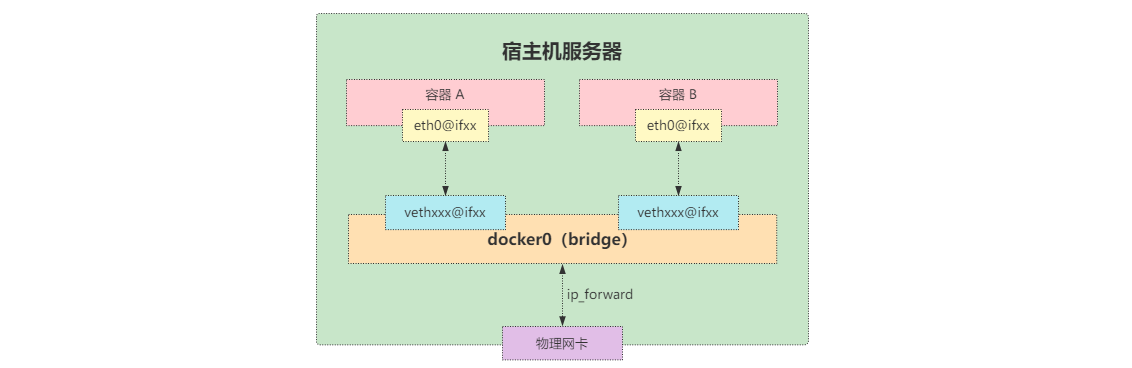 宿主机服务器
容器 A
容器 B
eth0@ifxx
eth0@ifxx
vethxxx@ifxx
vethxxx@ifxx
docker0（bridge）
ip_forward
物理网卡